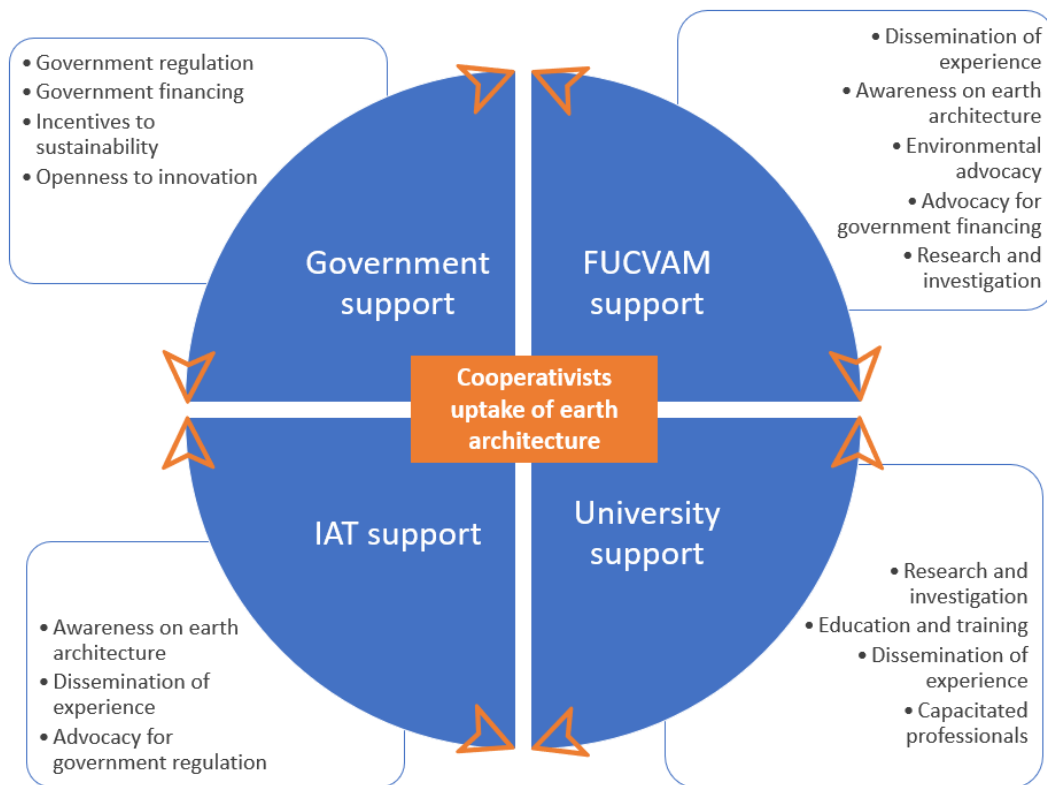 • Government regulation
• Government financing
• Incentives to
sustainability
• Openness to innovation
• Dissemination of
experience
• Awareness on earth
architecture
• Environmental
advocacy
• Advocacy for
government financing
• Research and
investigation
Government
support
FUCVAM
support
Cooperativists
uptake of earth
architecture
IAT support
University
support
• Awareness on earth
architecture
• Dissemination of
experience
• Advocacy for
government regulation
• Research and
investigation
• Education and training
• Dissemination of
experience
• Capacitated
professionals